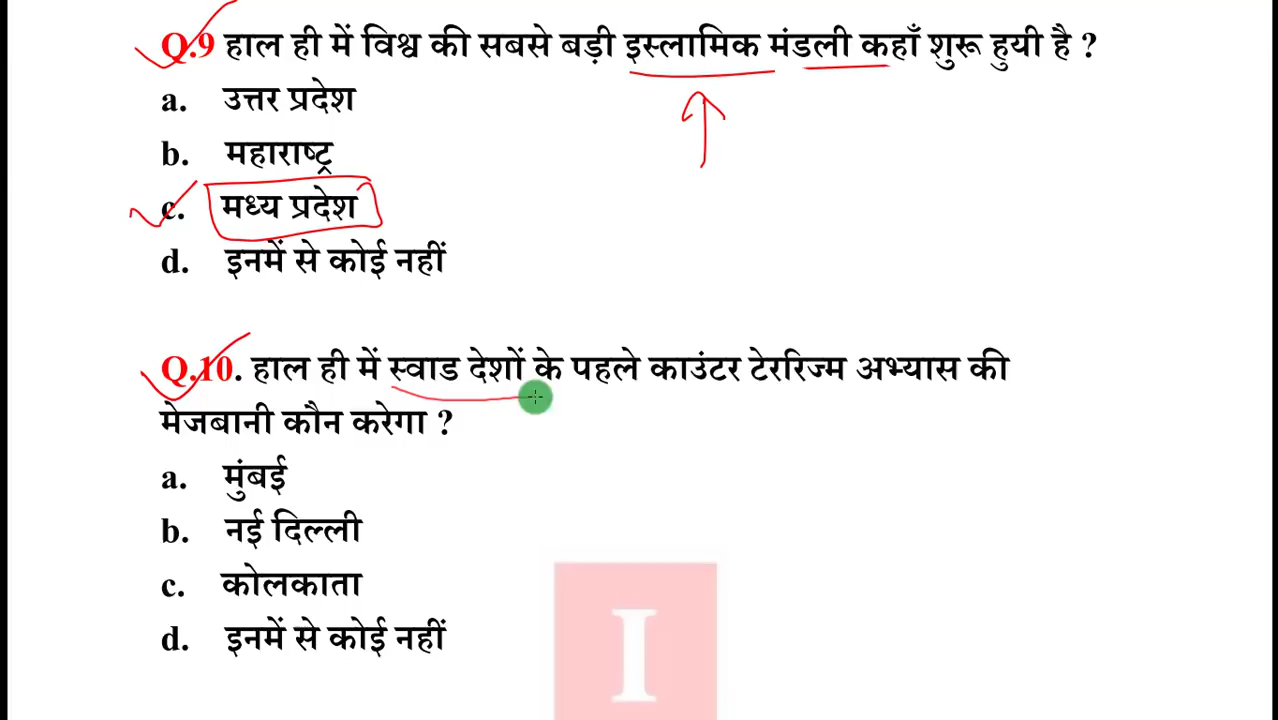 Q.9 हाल ही में विश्व की सबसे बड़ी इस्लामिक मंडली कहाँ शुरू हुयी है ?
a. उत्तर प्रदेश
b. महाराष्ट्र
c. मध्य प्रदेश
d. इनमें से कोई नहीं
Q.10. हाल ही में स्वाड देशों के पहले काउंटर टेररिज्म अभ्यास की
मेजबानी कौन करेगा ?
a. मुंबई
b. नई दिल्ली
c. कोलकाता
d. इनमें से कोई नहीं
I